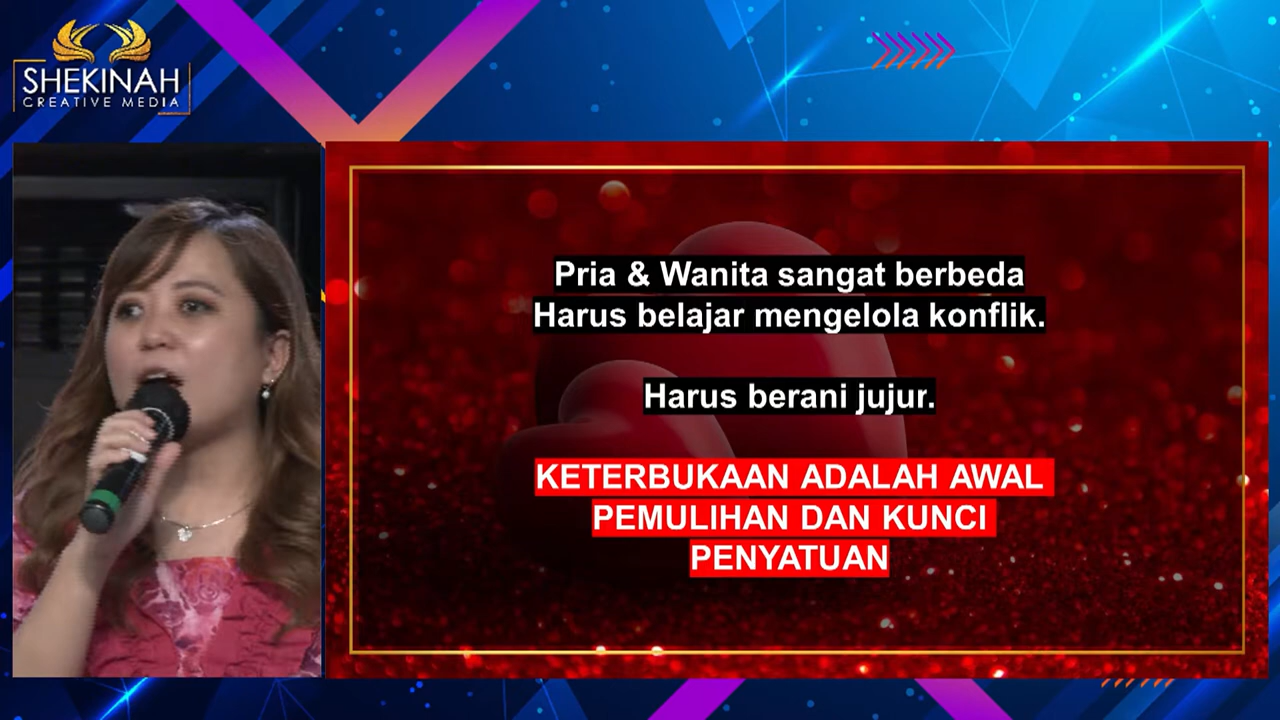 SHEKINAH
CREATIVE MEDIA
Pria & Wanita sangat berbeda
Harus belajar mengelola konflik.
Harus berani jujur.
KETERBUKAAN ADALAH AWAL
PEMULIHAN DAN KUNCI
PENYATUAN